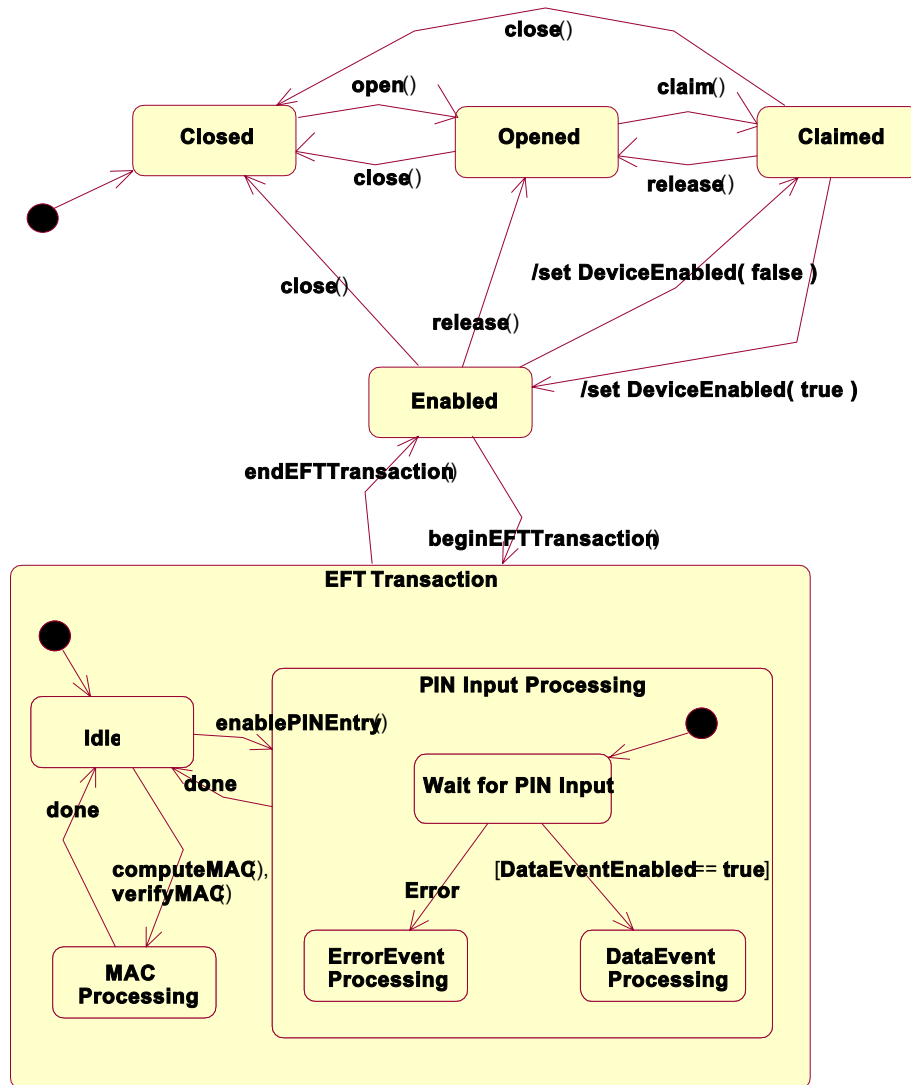 close()
open()
claim()
Closed
Opened
Claimed
close()
release()
/set DeviceEnabled( false )
close()
release()
/set DeviceEnabled( true )
Enabled
endEFTTransaction()
beginEFTTransaction()
EFT Transaction
PIN Input Processing
enablePINEntry()
Idle
Wait for PIN Input
done
done
computeMAC(),
verifyMAC()
[DataEventEnabled == true]
Error
ErrorEvent
Processing
DataEvent
Processing
MAC
Processing